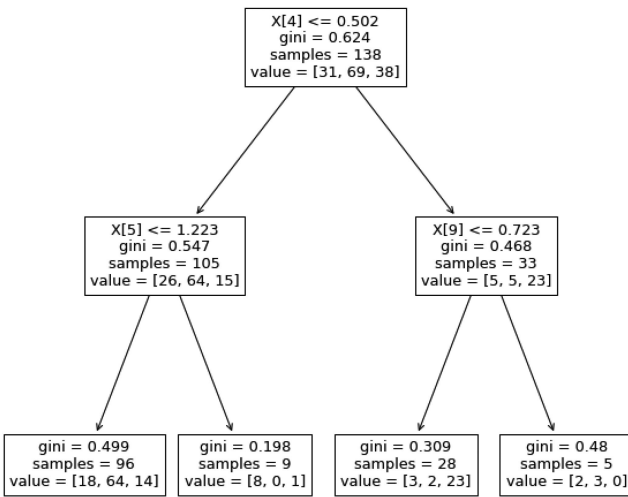 X[4] <= 0.502
gini = 0.624
samples = 138
value = [31, 69, 38]
X[5] <= 1.223
gini = 0.547
samples = 105
value = [26, 64, 15]
X[9] <= 0.723
gini = 0.468
samples = 33
value = [5, 5, 23]
gini = 0.499
samples = 96
value = [18, 64, 14]
gini = 0.198
samples = 9
value = [8, 0, 1]
gini = 0.309
samples = 28
value = [3, 2, 23]
gini = 0.48
samples = 5
value = [2, 3, 0]